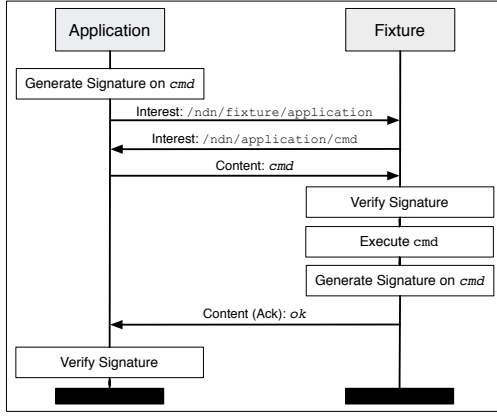 Application
Fixture
Generate Signature on cmd
Interest: /ndn/fixture/application
Interest: /ndn/application/cmd
Content: cmd
Verify Signature
Execute cmd
Generate Signature on cmd
Content (Ack): ok
Verify Signature